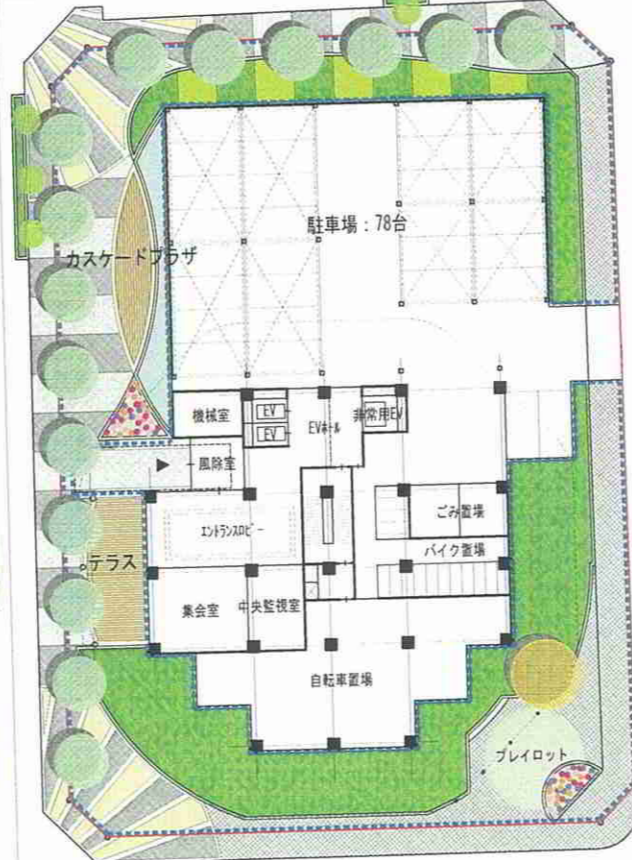 駐車場：78台
カスケードプラザ
機械室
EV
EV
EVホール
非常用EV
風除室
エントランスロビー
ごみ置場
バイク置場
テラス
集会室
中央監視室
自転車置場
プレイロット